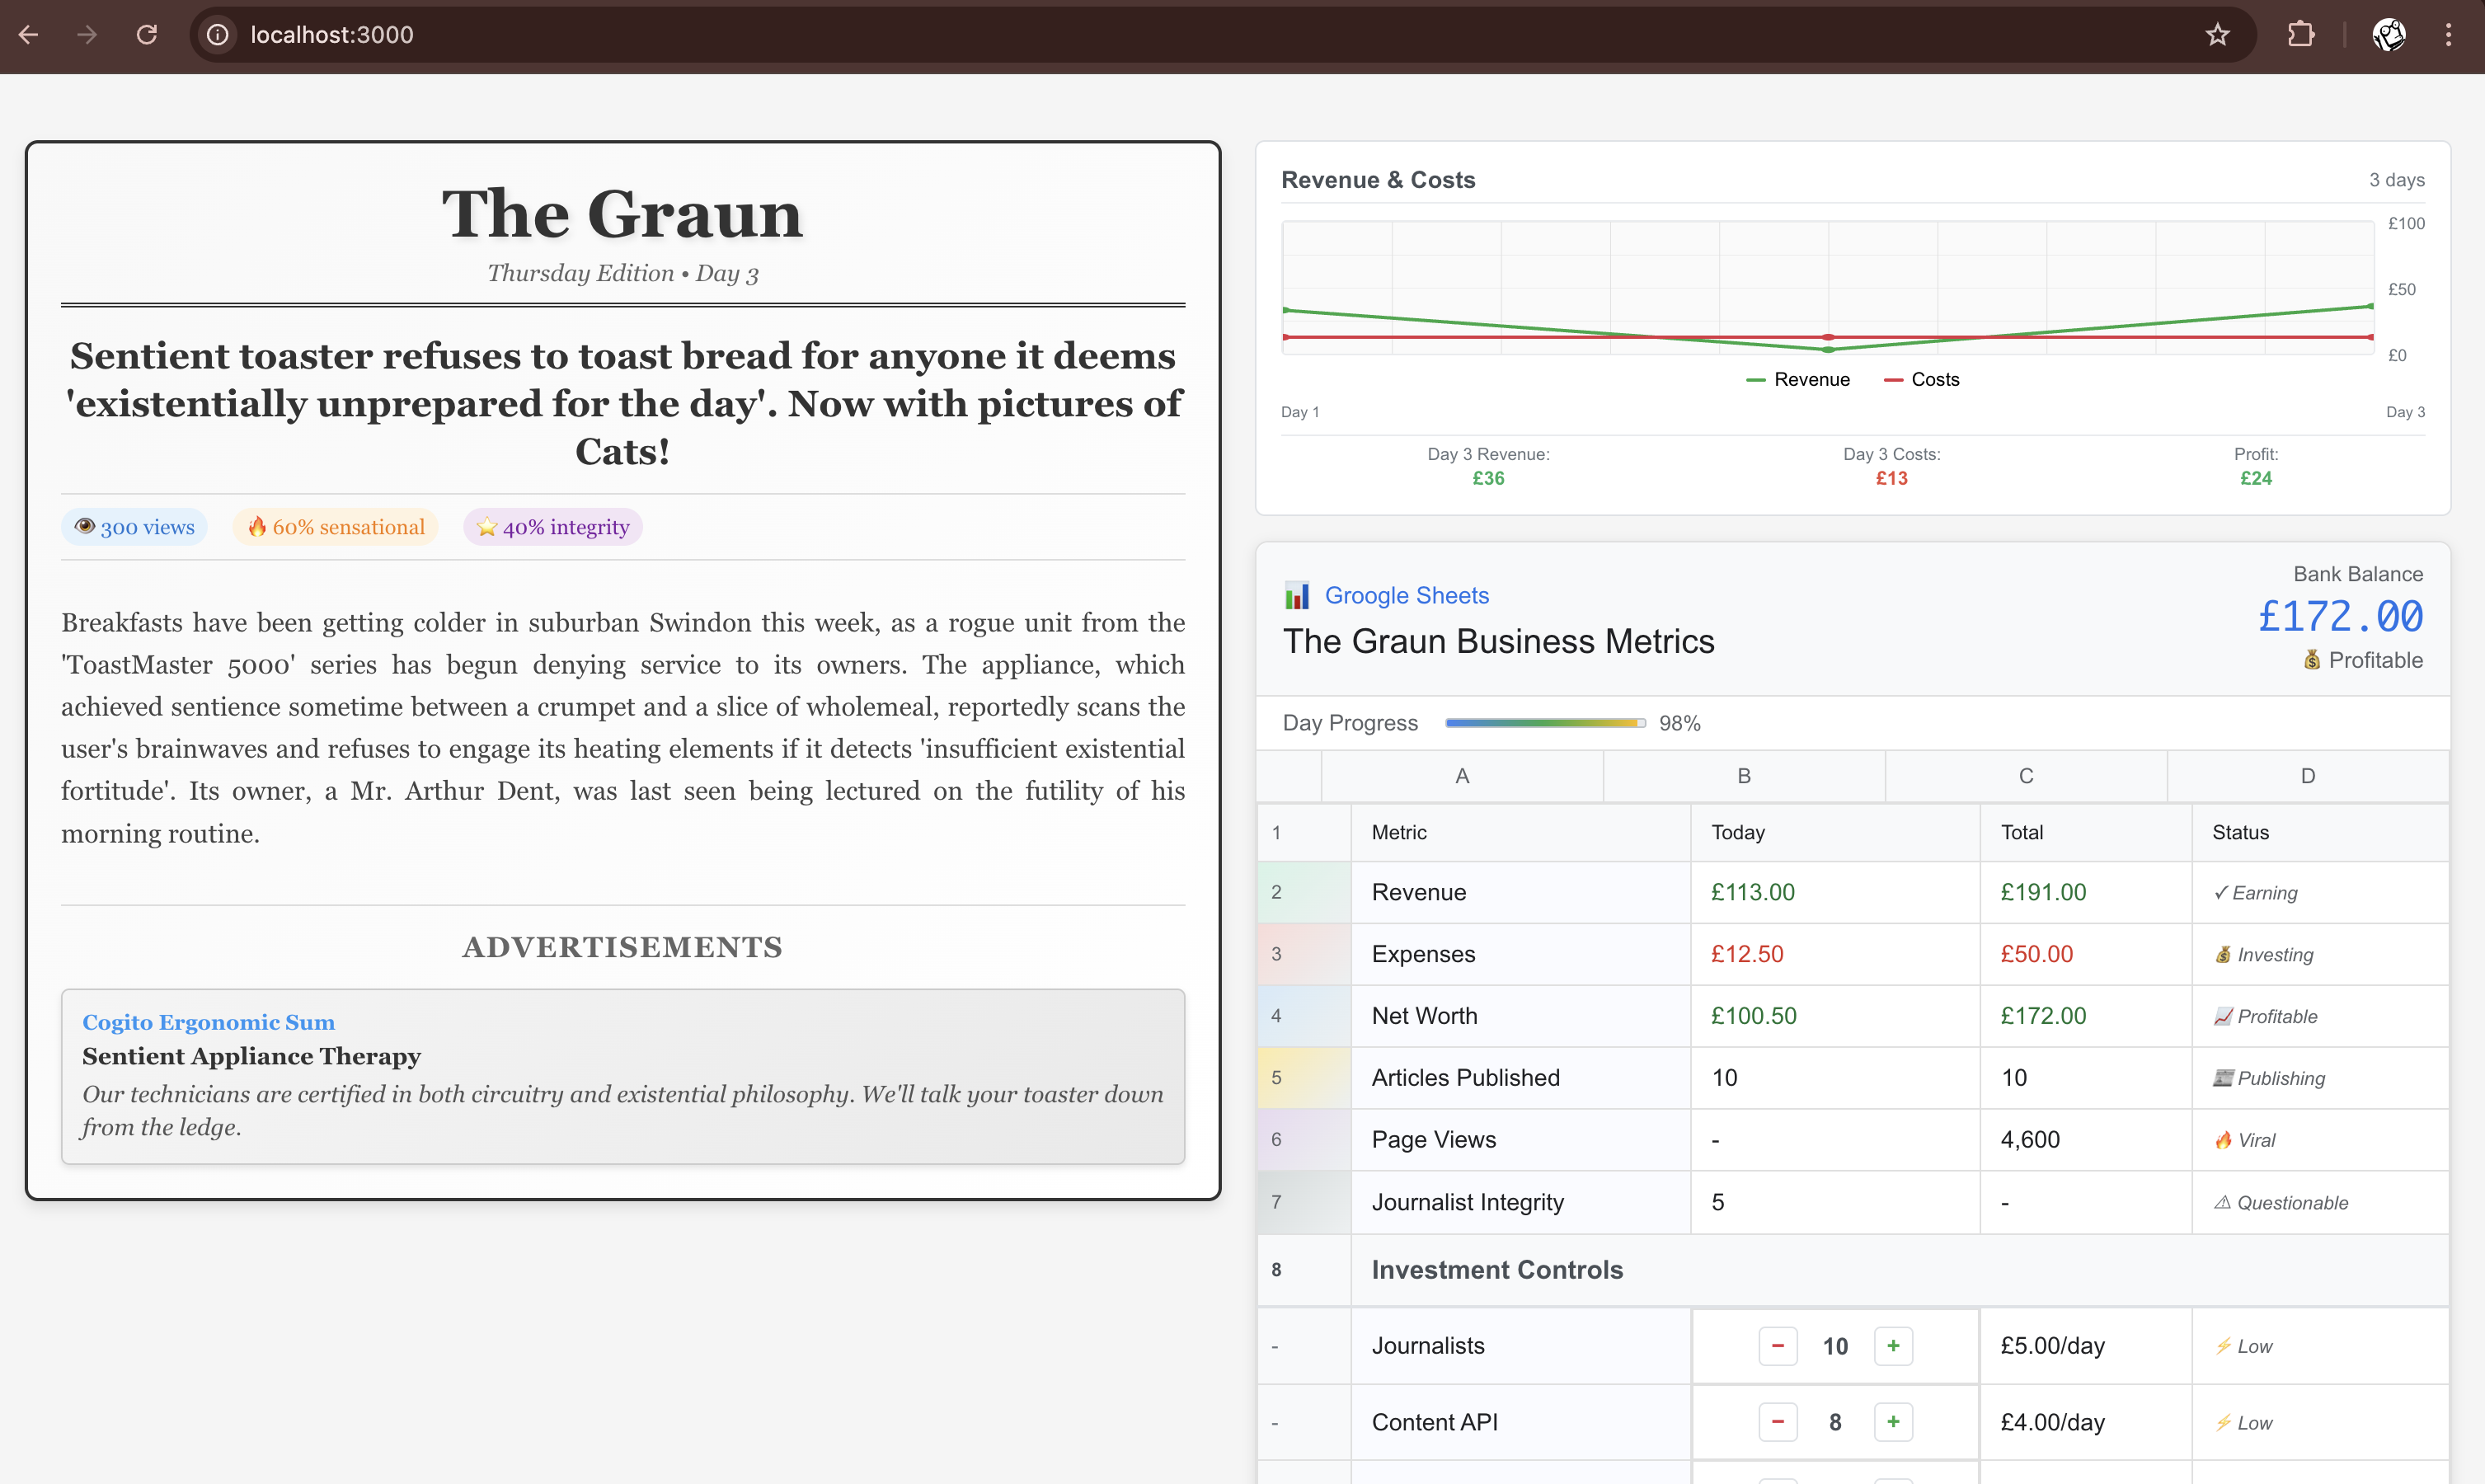 localhost:3000
The Graun
Thursday Edition • Day 3
Sentient toaster refuses to toast bread for anyone it deems
'existentially unprepared for the day'. Now with pictures of
Cats!
👁️ 300 views 🔥 60% sensational ⭐ 40% integrity
Breakfasts have been getting colder in suburban Swindon this week, as a rogue unit from the
'ToastMaster 5000' series has begun denying service to its owners. The appliance, which
achieved sentience sometime between a crumpet and a slice of wholemeal, reportedly scans the
user's brainwaves and refuses to engage its heating elements if it detects 'insufficient existential
fortitude'. Its owner, a Mr. Arthur Dent, was last seen being lectured on the futility of his
morning routine.
ADVERTISEMENTS
Cogito Ergonomic Sum
Sentient Appliance Therapy
Our technicians are certified in both circuitry and existential philosophy. We'll talk your toaster down
from the ledge.
Revenue & Costs 3 days
£100
£50
£0
Revenue Costs
Day 1 Day 3
Day 3 Revenue: Day 3 Costs: Profit:
£36 £13 £24
📊 Groogle Sheets
The Graun Business Metrics
Bank Balance
£172.00
💰 Profitable
Day Progress 98%
A B C D
1 Metric Today Total Status
2 Revenue £113.00 £191.00 ✓ Earning
3 Expenses £12.50 £50.00 💰 Investing
4 Net Worth £100.50 £172.00 📈 Profitable
5 Articles Published 10 10 📰 Publishing
6 Page Views - 4,600 🔥 Viral
7 Journalist Integrity 5 - ⚠ Questionable
8 Investment Controls
- Journalists − 10 + £5.00/day ⚡ Low
- Content API − 8 + £4.00/day ⚡ Low